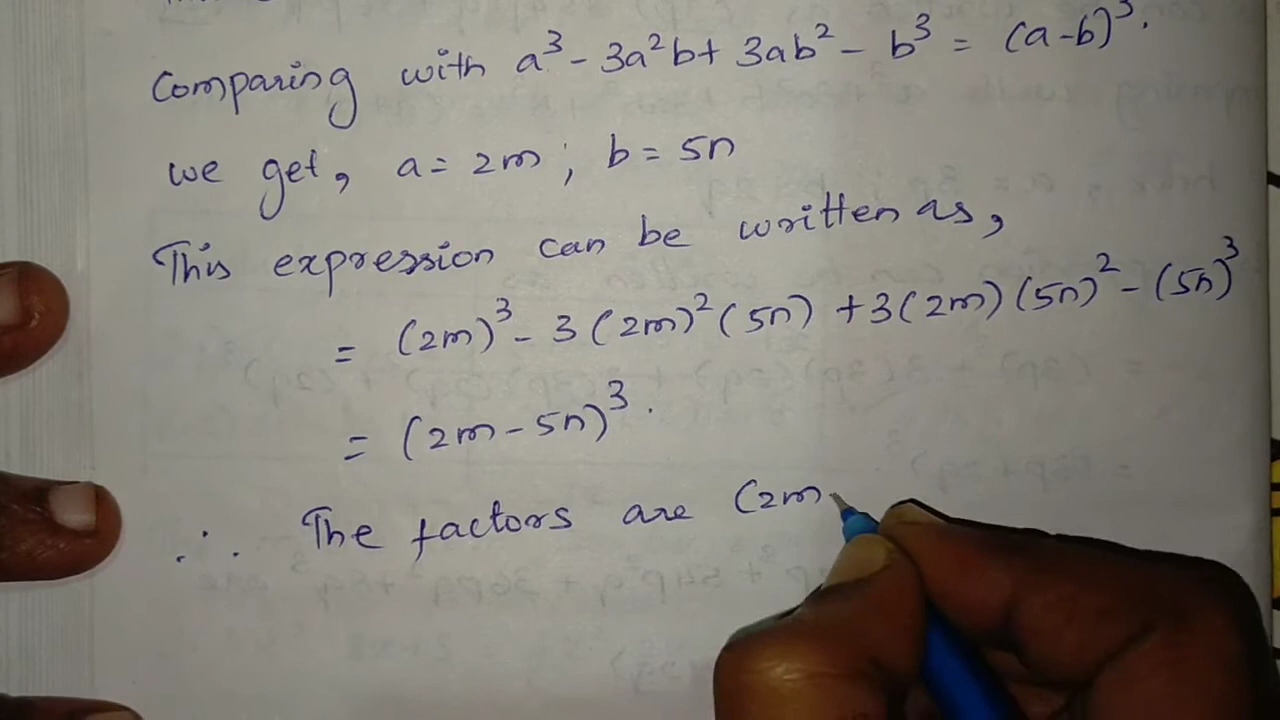 Comparing with a³ - 3a²b + 3ab² - b³ = (a-b)³.
we get, a = 2m ; b = 5n
This expression can be written as,
= (2m)³ - 3(2m)²(5n) + 3(2m)(5n)² - (5n)³
= (2m - 5n)³.
∴ The factors are (2m